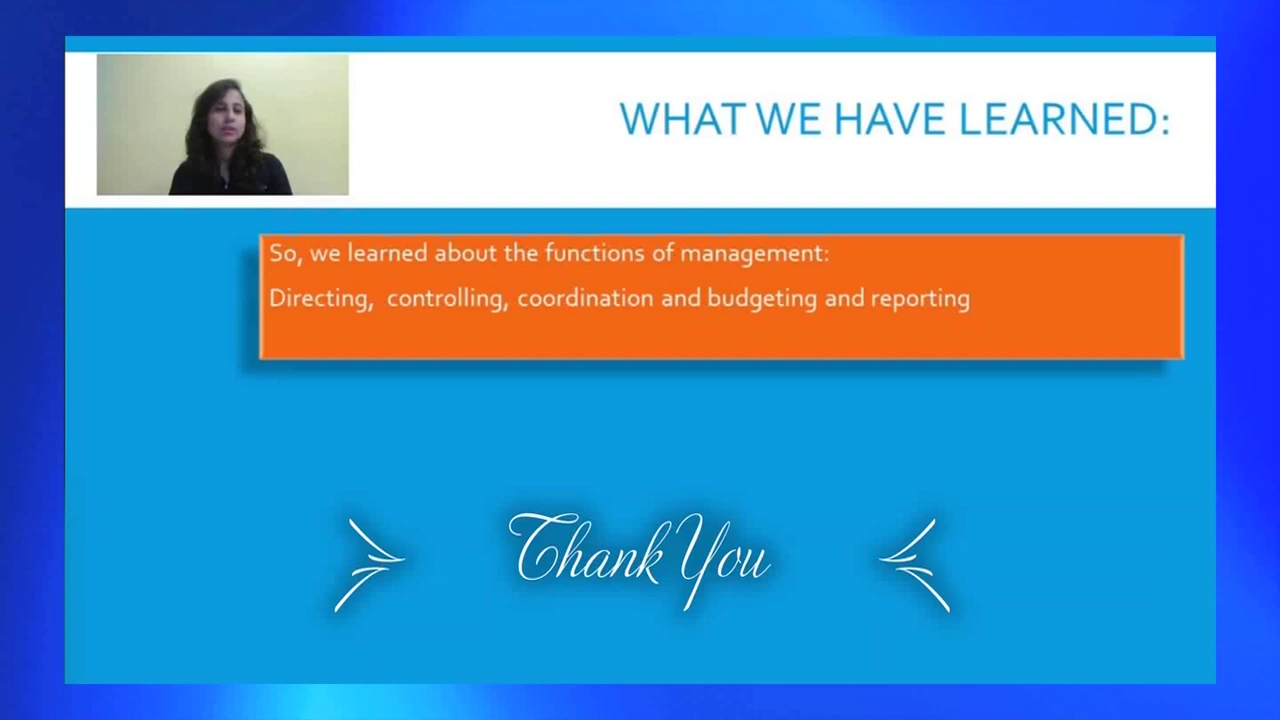 WHAT WE HAVE LEARNED:
So, we learned about the functions of management:
Directing, controlling, coordination and budgeting and reporting
Thank You